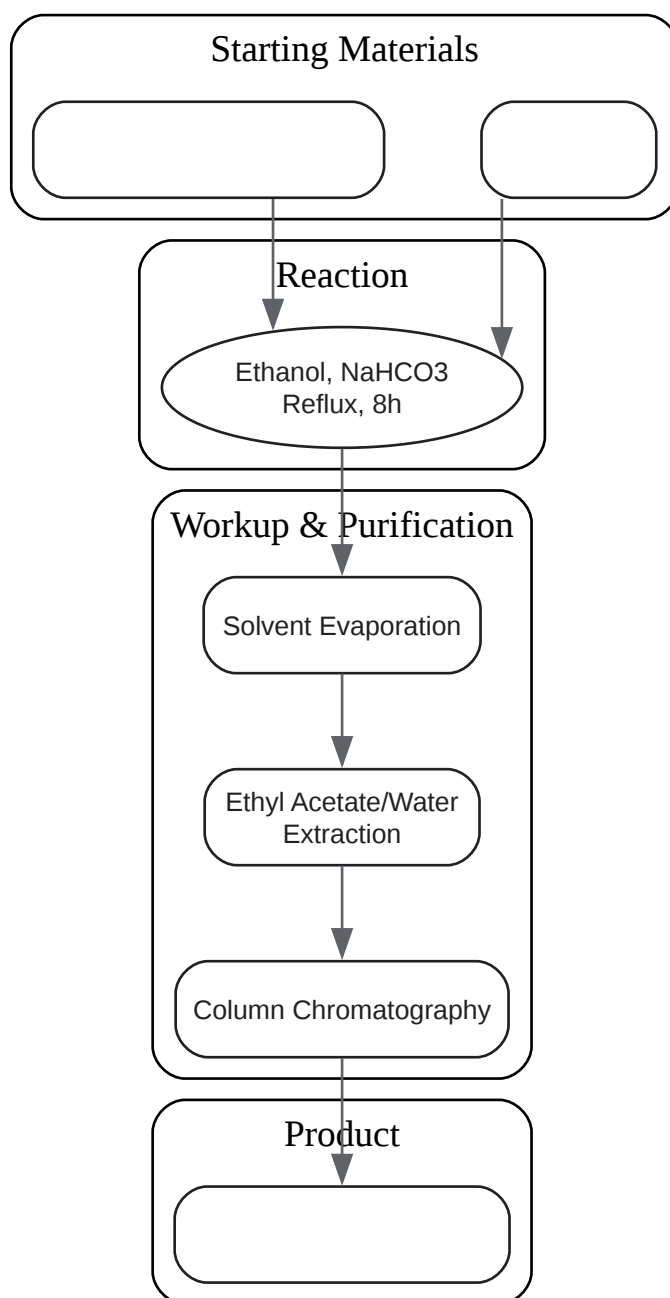 Starting Materials
Reaction
Ethanol, NaHCO3
Reflux, 8h
Workup & Purification
Solvent Evaporation
Ethyl Acetate/Water
Extraction
Column Chromatography
Product